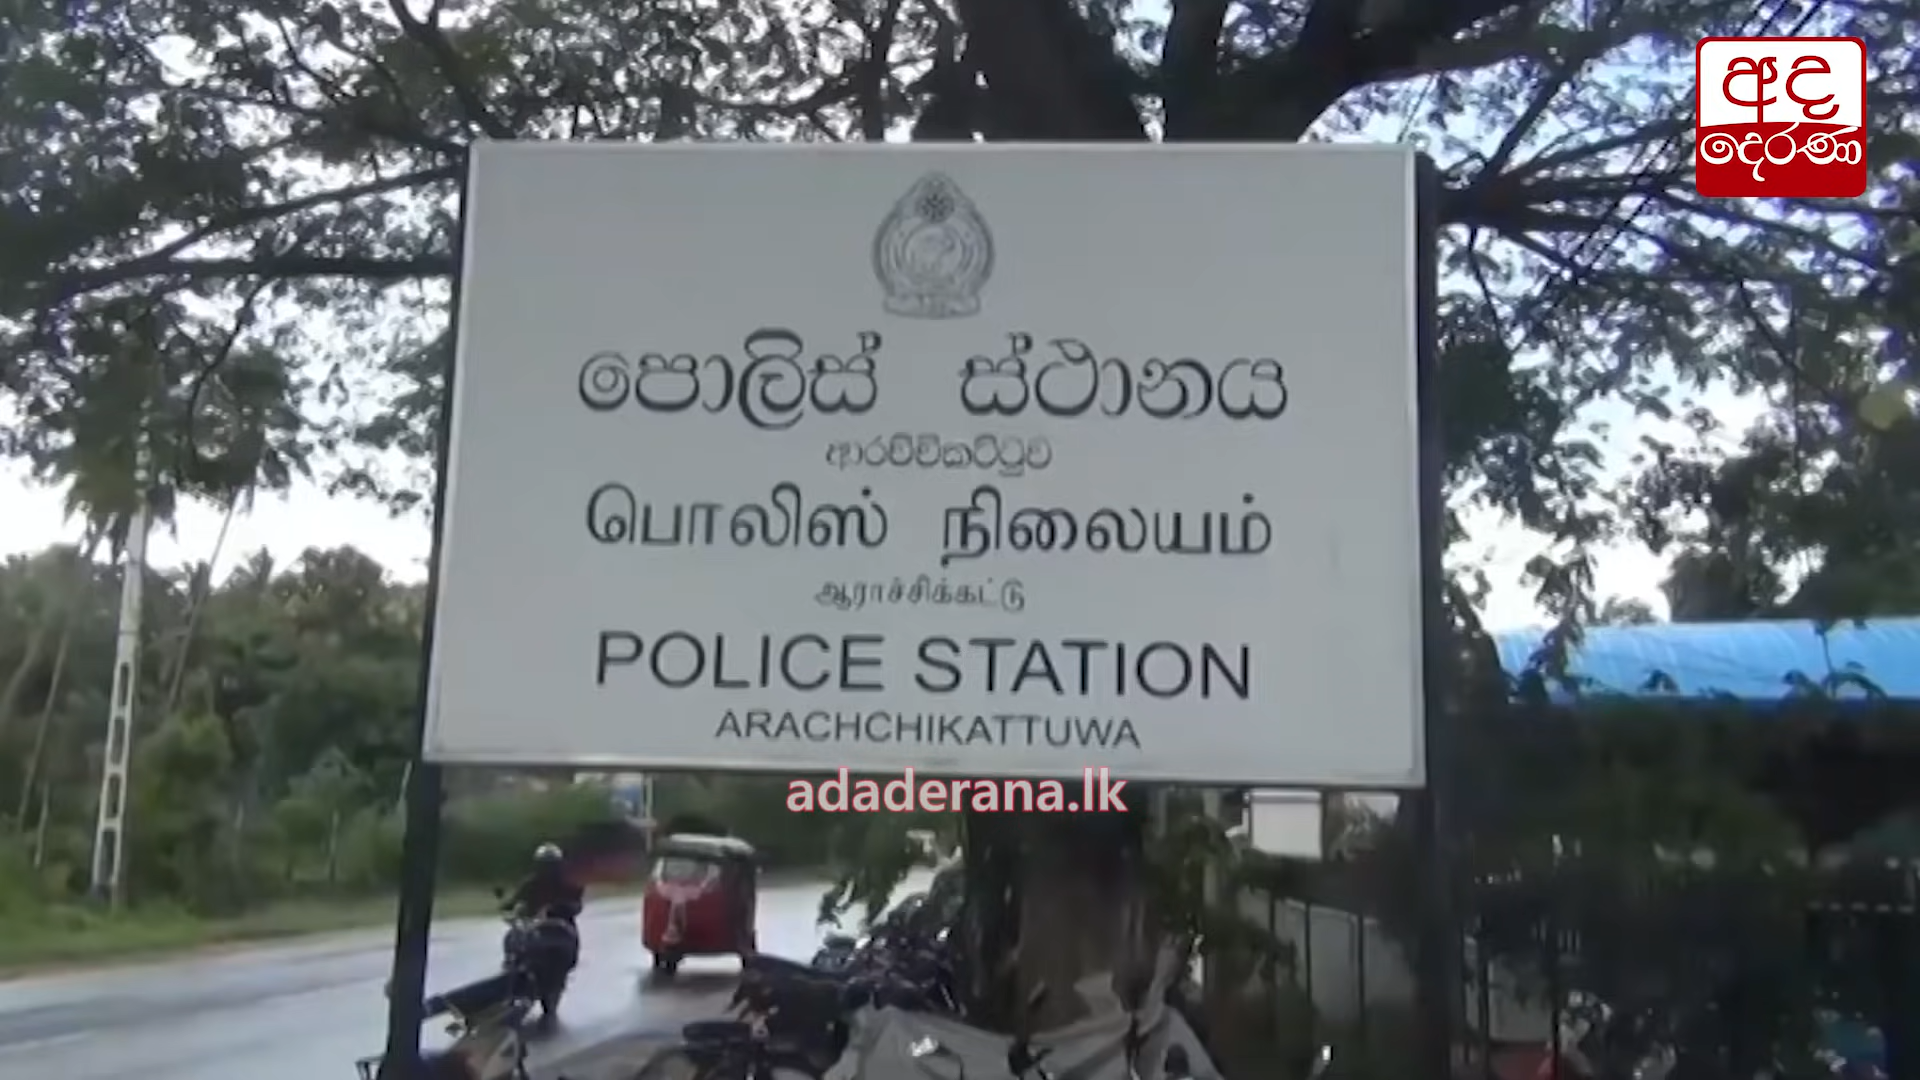 අද
දෙරණ
පොලිස් ස්ථානය
ආරච්චිකට්ටුව
பொலிஸ் நிலையம்
ஆராச்சிக்கட்டு
POLICE STATION
ARACHCHIKATTUWA
adaderana.lk